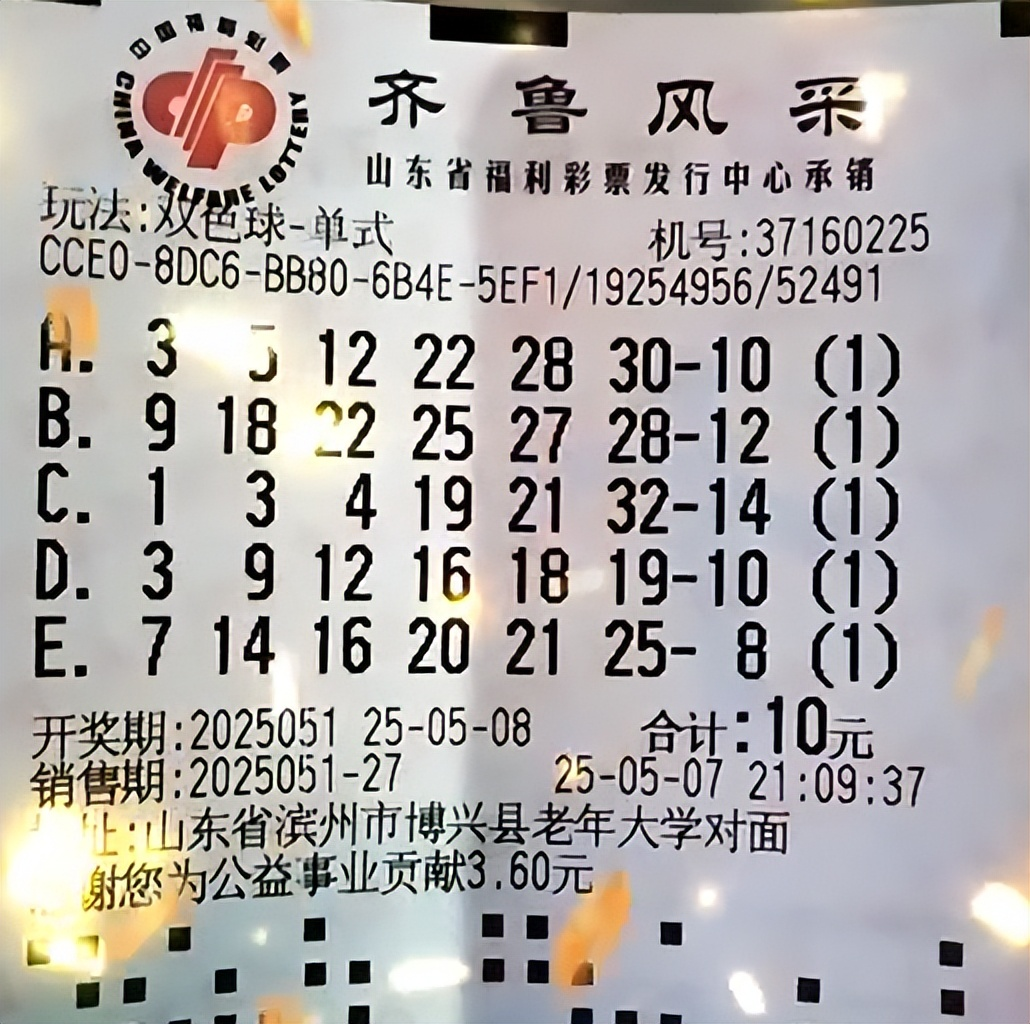 中国福利彩票
CHINA WELFARE LOTTERY
齐鲁风采
山东省福利彩票发行中心承销
玩法:双色球-单式 机号:37160225
CCE0-8DC6-BB80-6B4E-5EF1/19254956/52491
A. 3 5 12 22 28 30-10 (1)
B. 9 18 22 25 27 28-12 (1)
C. 1 3 4 19 21 32-14 (1)
D. 3 9 12 16 18 19-10 (1)
E. 7 14 16 20 21 25- 8 (1)
开奖期:2025051 25-05-08 合计:10元
销售期:2025051-27 25-05-07 21:09:37
址:山东省滨州市博兴县老年大学对面
谢您为公益事业贡献3.60元